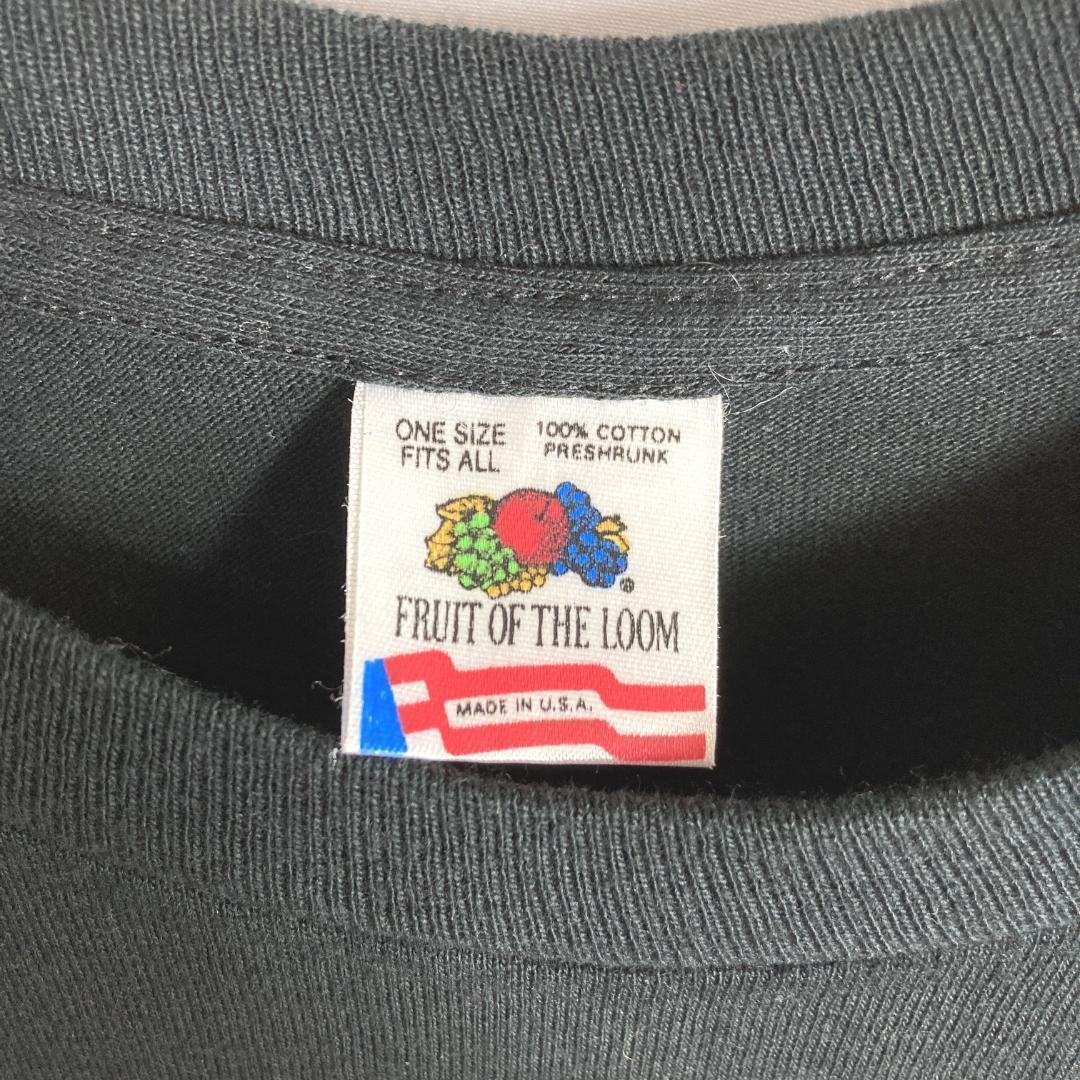 ONE SIZE
FITS ALL
100% COTTON
PRESHRUNK
®
FRUIT OF THE LOOM
MADE IN U.S.A.